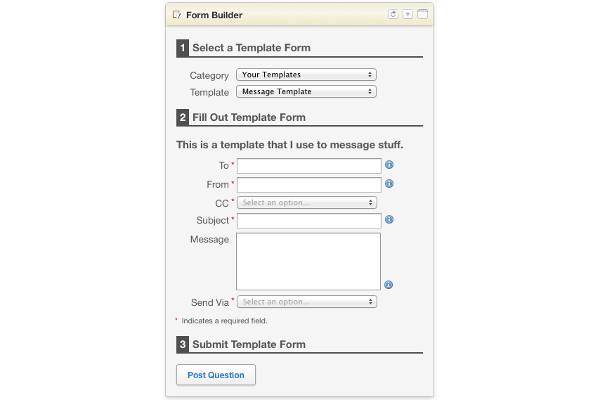 Form Builder
1 Select a Template Form
Category Your Templates
Template Message Template
2 Fill Out Template Form
This is a template that I use to message stuff.
To *
From *
CC * Select an option...
Subject *
Message
Send Via * Select an option...
* Indicates a required field.
3 Submit Template Form
Post Question